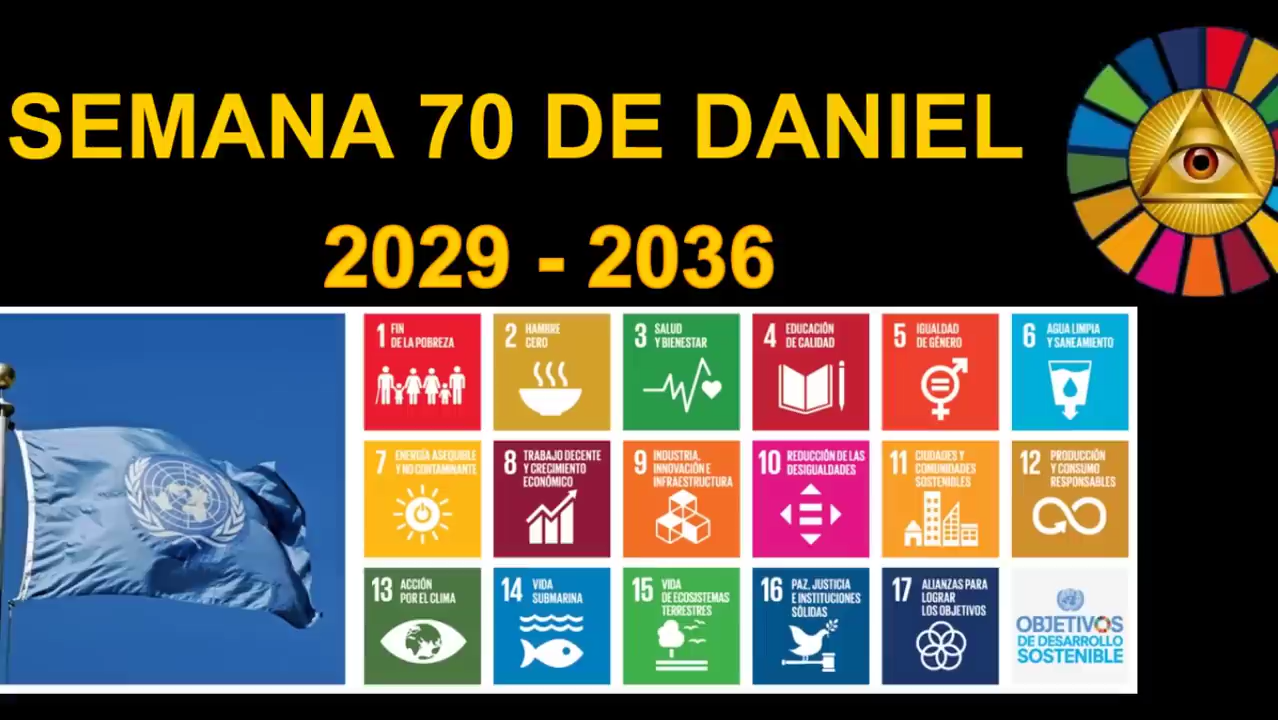 SEMANA 70 DE DANIEL
2029 - 2036
1 FIN
DE LA POBREZA
2 HAMBRE
CERO
3 SALUD
Y BIENESTAR
4 EDUCACIÓN
DE CALIDAD
5 IGUALDAD
DE GÉNERO
6 AGUA LIMPIA
Y SANEAMIENTO
7 ENERGÍA ASEQUIBLE
Y NO CONTAMINANTE
8 TRABAJO DECENTE
Y CRECIMIENTO
ECONÓMICO
9 INDUSTRIA,
INNOVACIÓN E
INFRAESTRUCTURA
10 REDUCCIÓN DE LAS
DESIGUALDADES
11 CIUDADES Y
COMUNIDADES
SOSTENIBLES
12 PRODUCCIÓN
Y CONSUMO
RESPONSABLES
13 ACCIÓN
POR EL CLIMA
14 VIDA
SUBMARINA
15 VIDA
DE ECOSISTEMAS
TERRESTRES
16 PAZ, JUSTICIA
E INSTITUCIONES
SÓLIDAS
17 ALIANZAS PARA
LOGRAR
LOS OBJETIVOS
OBJETIVOS
DE DESARROLLO
SOSTENIBLE